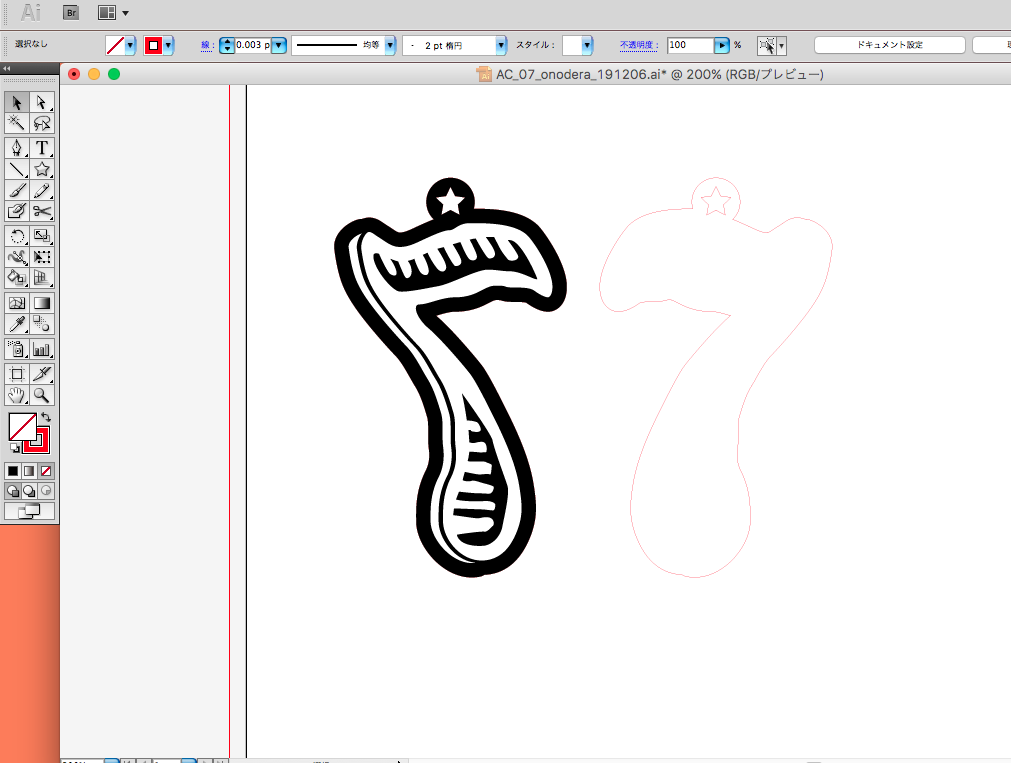 Ai Br
選択なし 線: 0.003 p 均等 2 pt 楕円 スタイル: 不透明度: 100 % ドキュメント設定
AC_07_onodera_191206.ai* @ 200% (RGB/プレビュー)
T
7